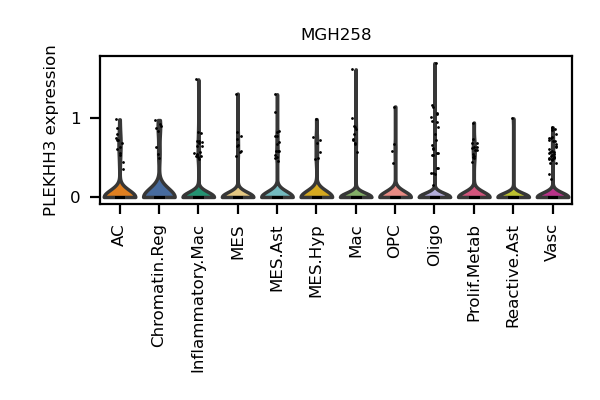 MGH258
PLEKHH3 expression
1
0
AC
Chromatin.Reg
Inflammatory.Mac
MES
MES.Ast
MES.Hyp
Mac
OPC
Oligo
Prolif.Metab
Reactive.Ast
Vasc